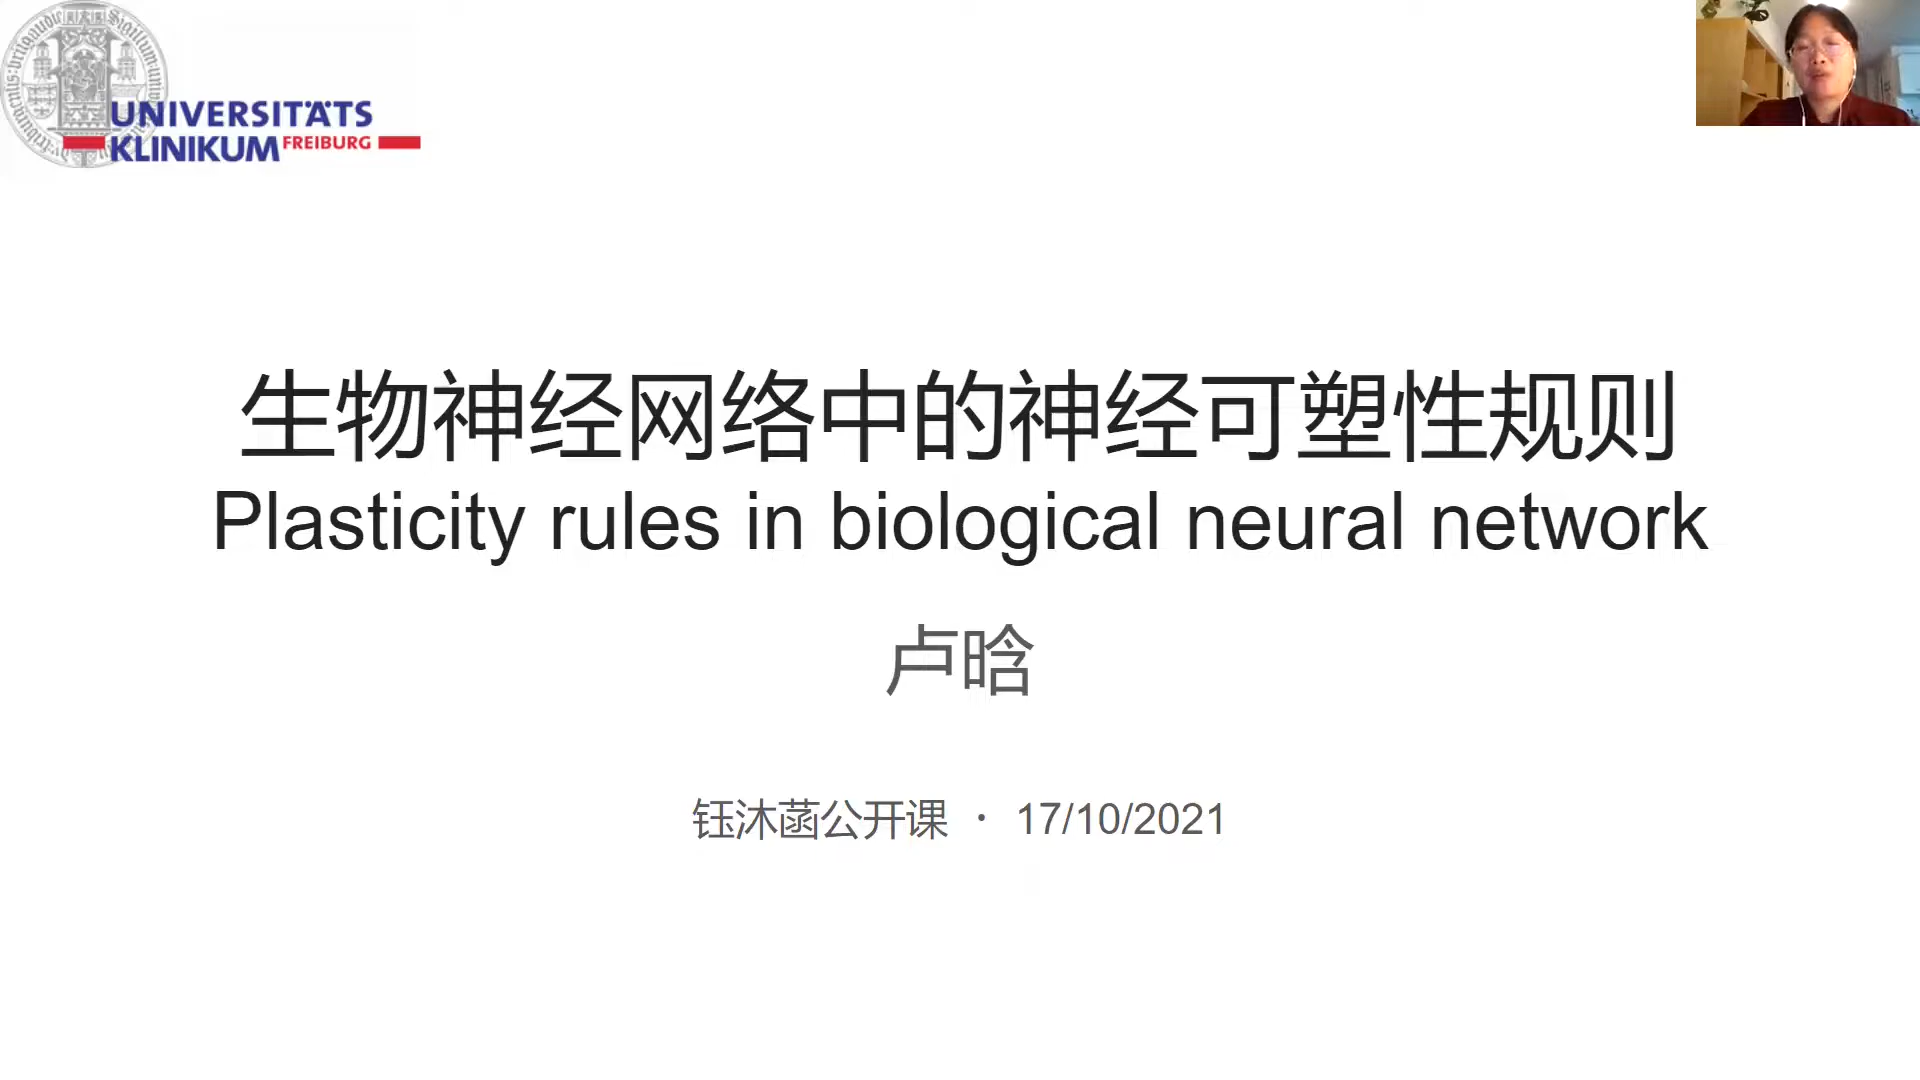 UNIVERSITÄTS
KLINIKUM FREIBURG
生物神经网络中的神经可塑性规则
Plasticity rules in biological neural network
卢晗
钰沐菡公开课 · 17/10/2021